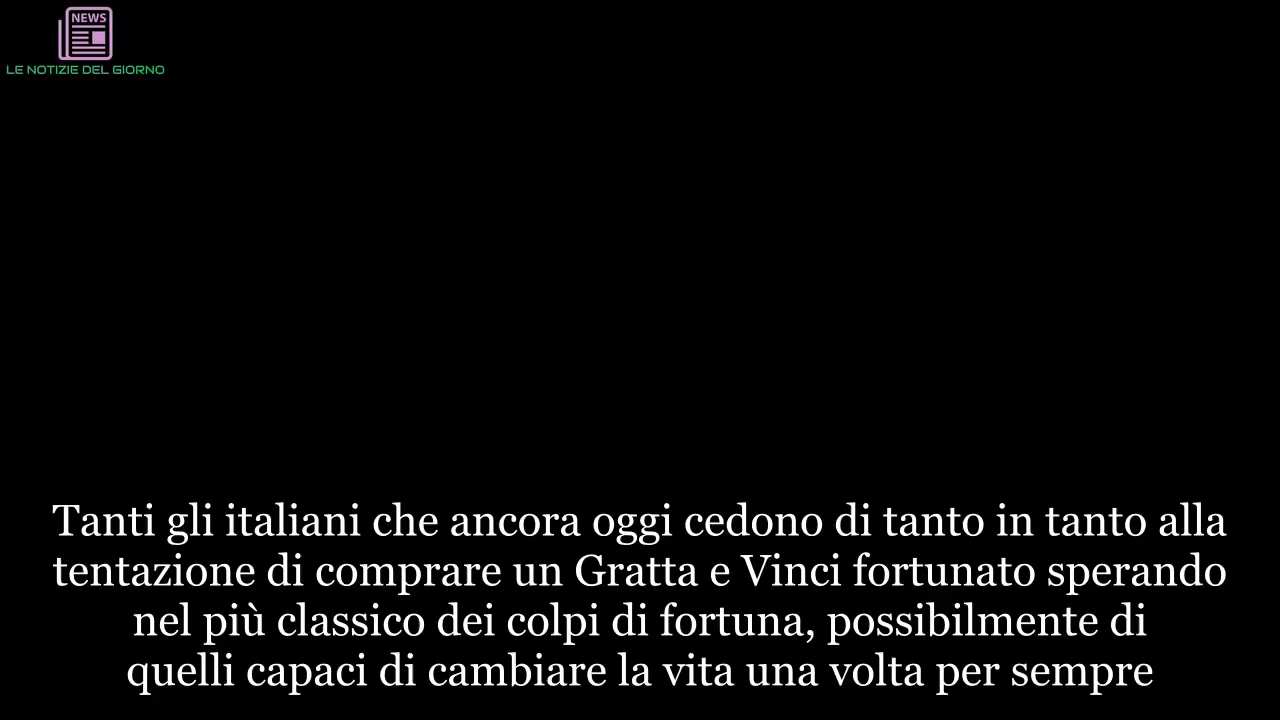 NEWS
LE NOTIZIE DEL GIORNO
Tanti gli italiani che ancora oggi cedono di tanto in tanto alla
tentazione di comprare un Gratta e Vinci fortunato sperando
nel più classico dei colpi di fortuna, possibilmente di
quelli capaci di cambiare la vita una volta per sempre